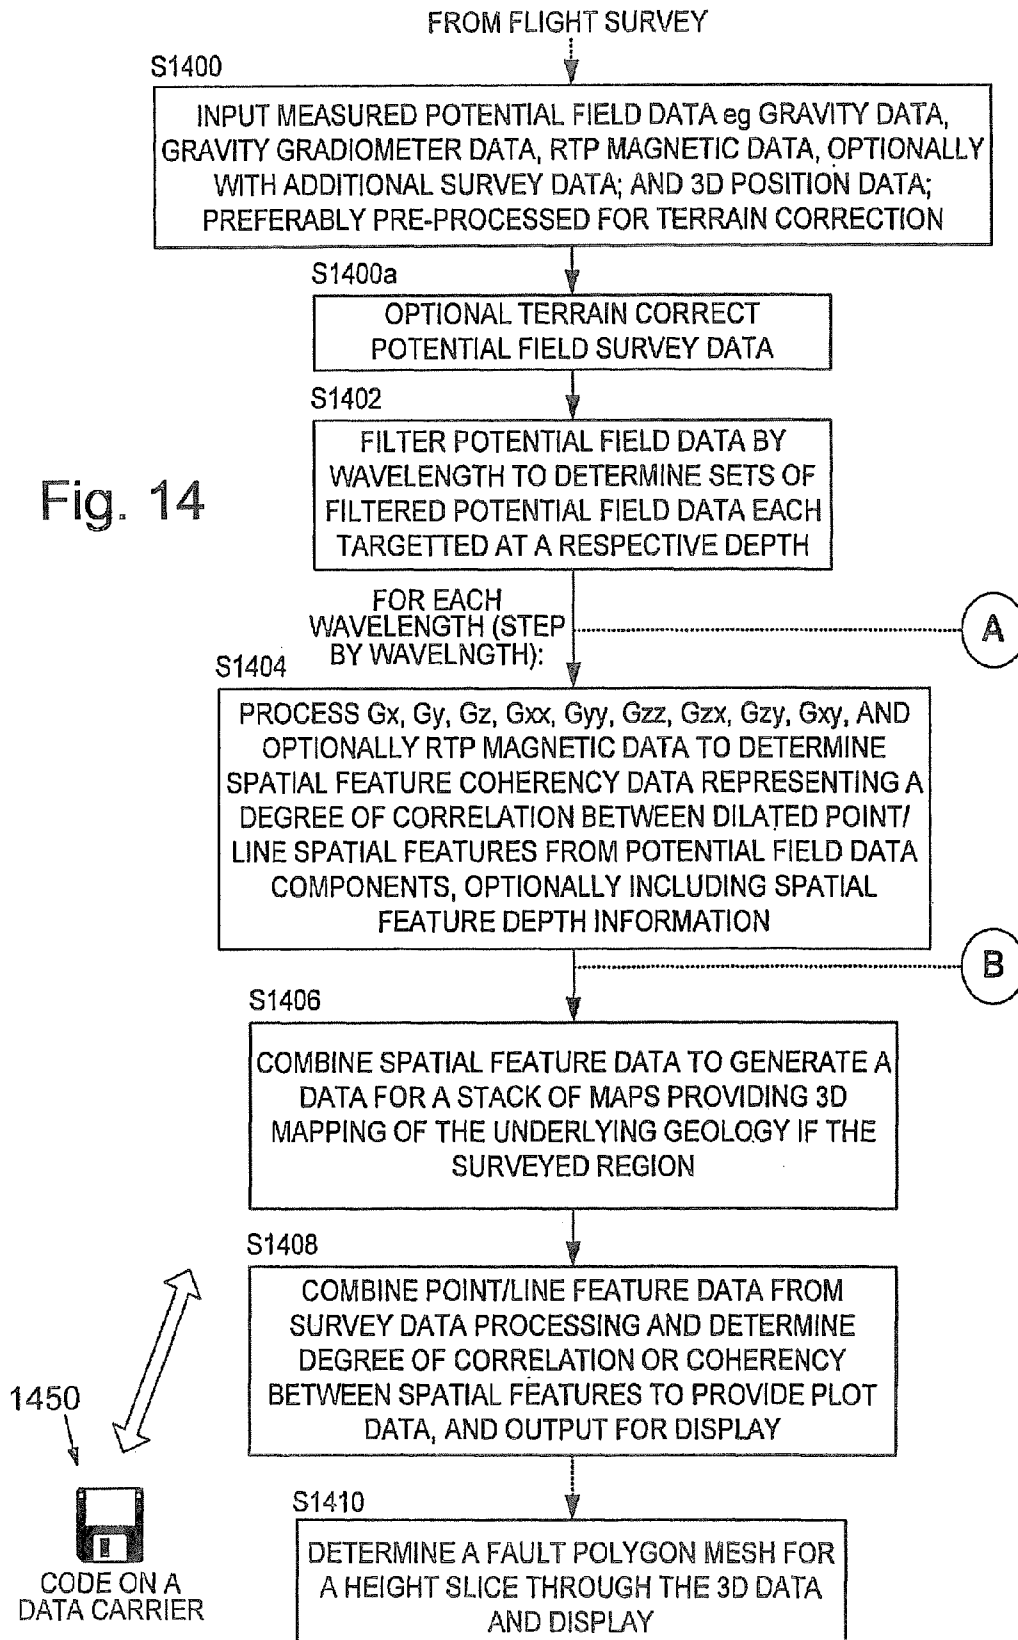 FROM FLIGHT SURVEY
S1400
INPUT MEASURED POTENTIAL FIELD DATA eg GRAVITY DATA,
GRAVITY GRADIOMETER DATA, RTP MAGNETIC DATA, OPTIONALLY
WITH ADDITIONAL SURVEY DATA; AND 3D POSITION DATA;
PREFERABLY PRE-PROCESSED FOR TERRAIN CORRECTION
S1400a
OPTIONAL TERRAIN CORRECT
POTENTIAL FIELD SURVEY DATA
S1402
FILTER POTENTIAL FIELD DATA BY
WAVELENGTH TO DETERMINE SETS OF
FILTERED POTENTIAL FIELD DATA EACH
TARGETTED AT A RESPECTIVE DEPTH
Fig. 14
FOR EACH
WAVELENGTH (STEP
BY WAVELNGTH):
A
S1404
PROCESS Gx, Gy, Gz, Gxx, Gyy, Gzz, Gzx, Gzy, Gxy, AND
OPTIONALLY RTP MAGNETIC DATA TO DETERMINE
SPATIAL FEATURE COHERENCY DATA REPRESENTING A
DEGREE OF CORRELATION BETWEEN DILATED POINT/
LINE SPATIAL FEATURES FROM POTENTIAL FIELD DATA
COMPONENTS, OPTIONALLY INCLUDING SPATIAL
FEATURE DEPTH INFORMATION
B
S1406
COMBINE SPATIAL FEATURE DATA TO GENERATE A
DATA FOR A STACK OF MAPS PROVIDING 3D
MAPPING OF THE UNDERLYING GEOLOGY IF THE
SURVEYED REGION
S1408
COMBINE POINT/LINE FEATURE DATA FROM
SURVEY DATA PROCESSING AND DETERMINE
DEGREE OF CORRELATION OR COHERENCY
BETWEEN SPATIAL FEATURES TO PROVIDE PLOT
DATA, AND OUTPUT FOR DISPLAY
1450
CODE ON A
DATA CARRIER
S1410
DETERMINE A FAULT POLYGON MESH FOR
A HEIGHT SLICE THROUGH THE 3D DATA
AND DISPLAY